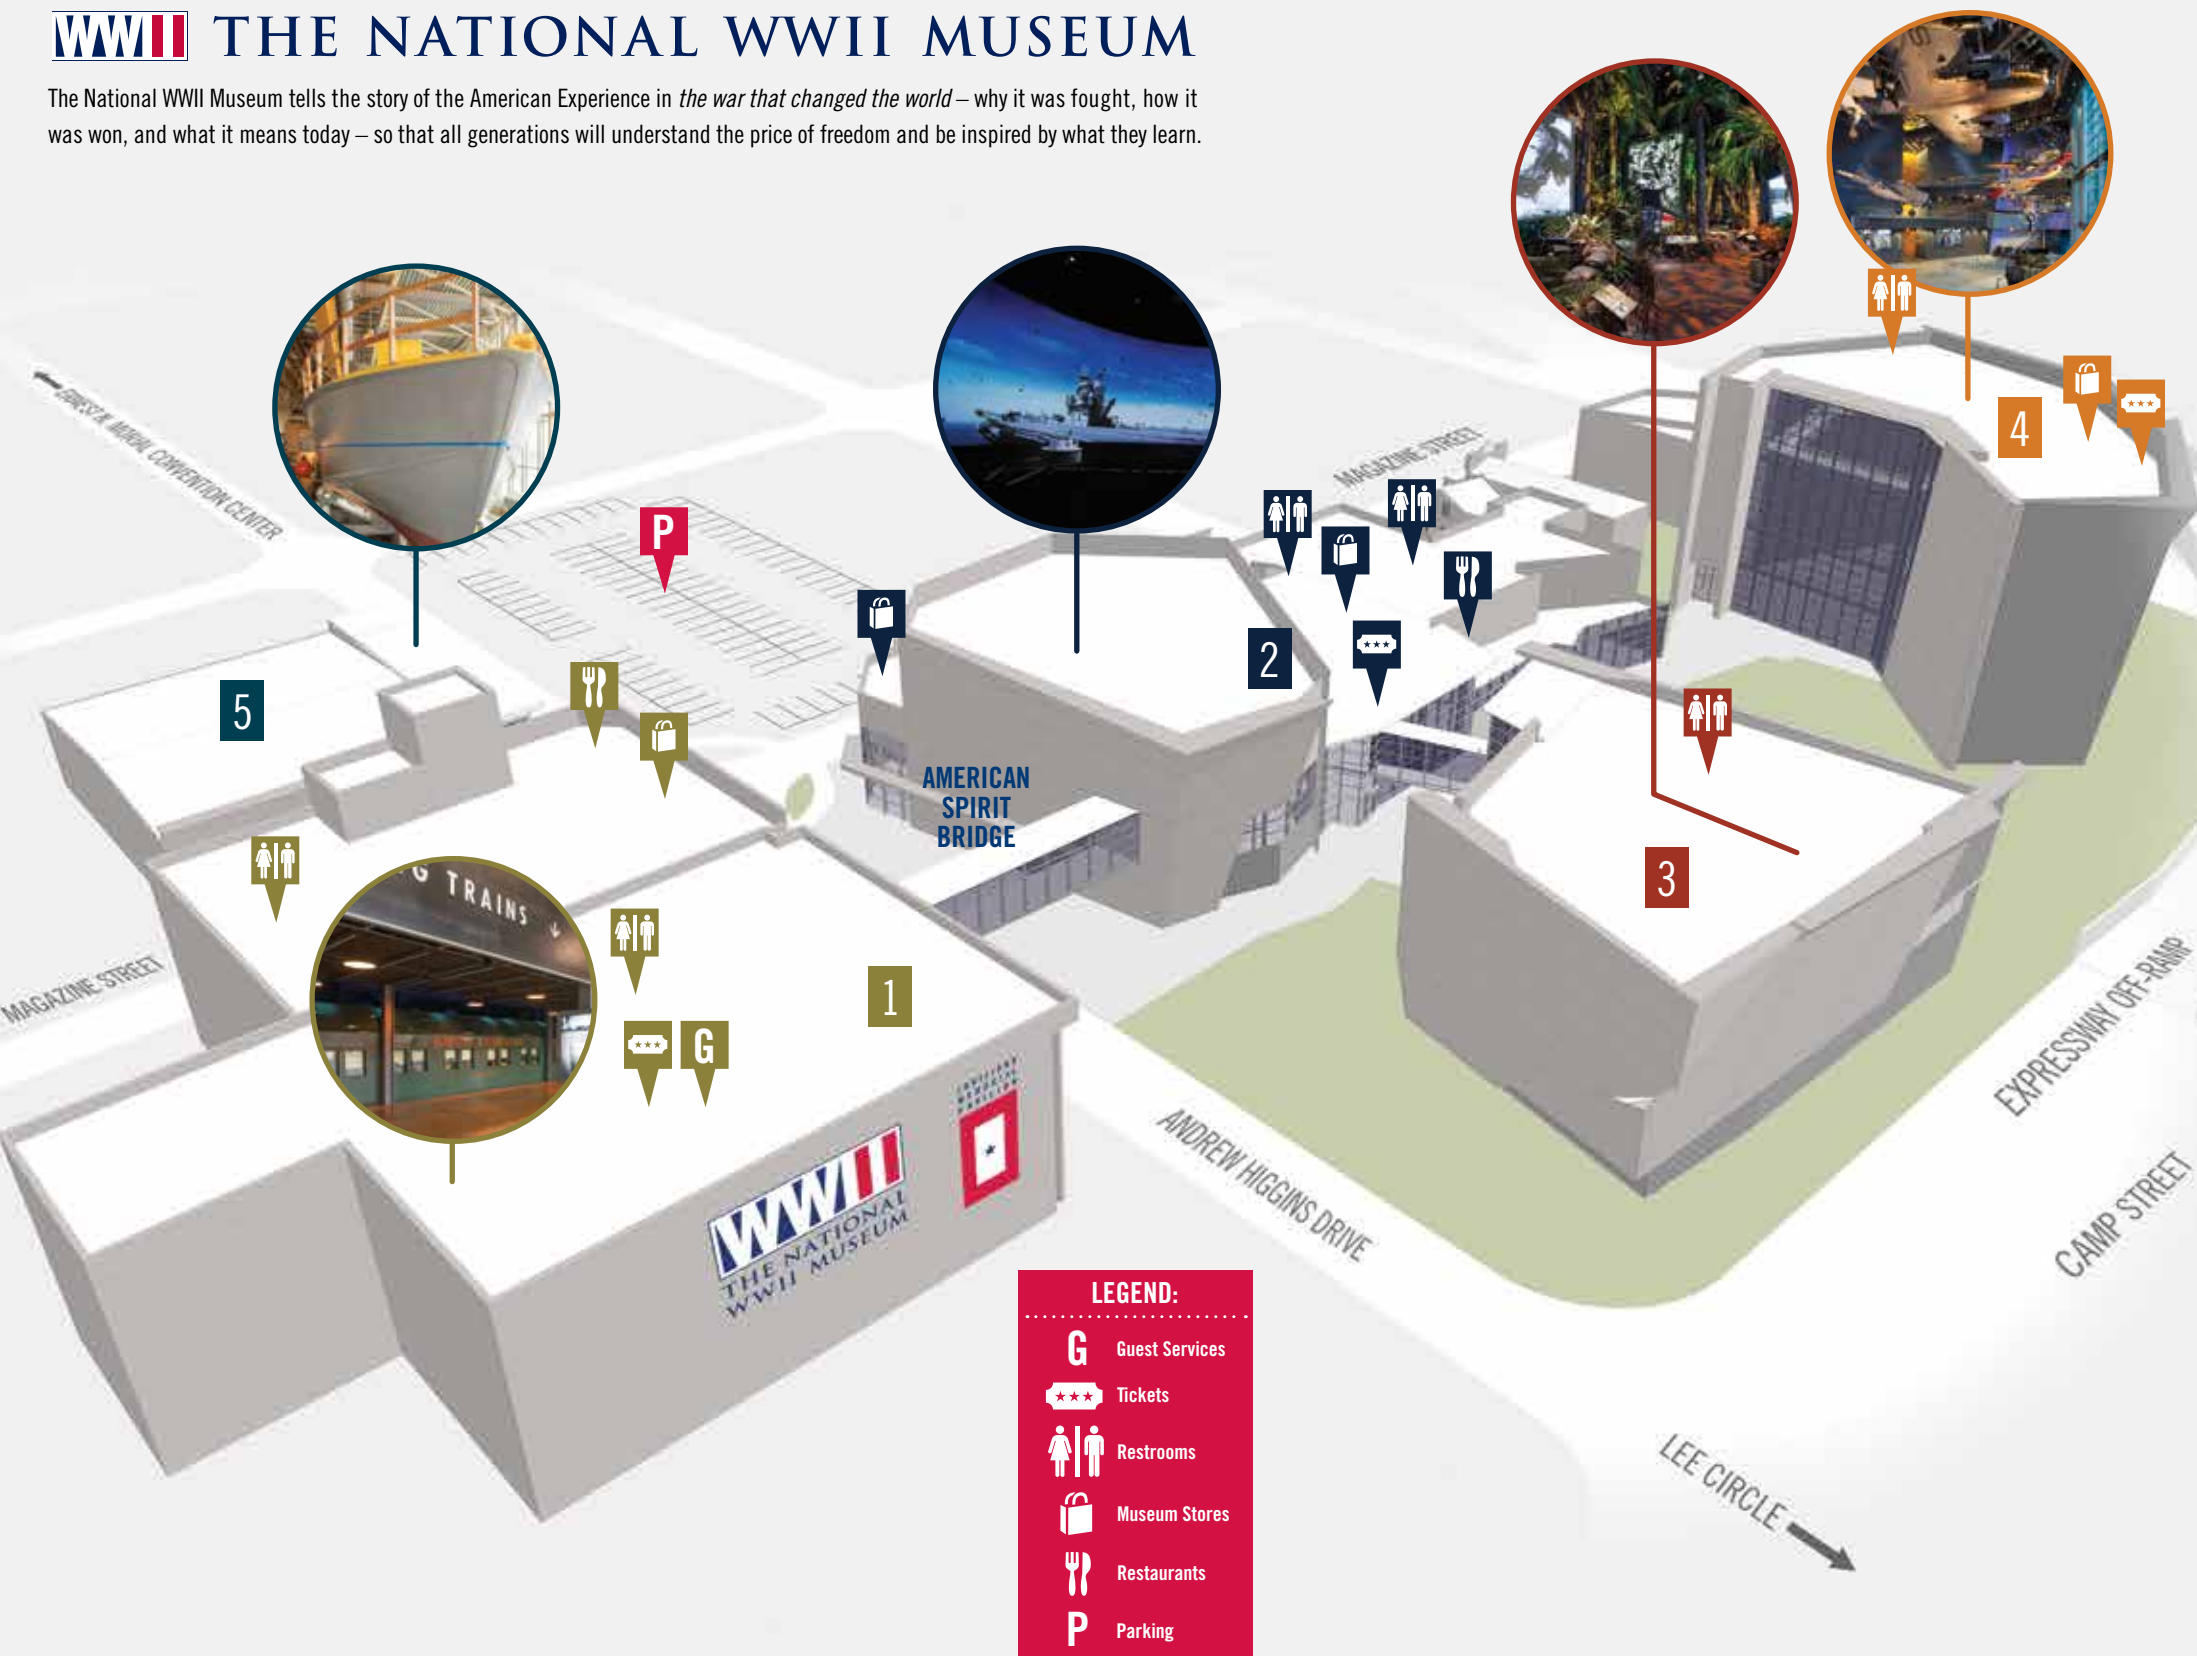 WWII THE NATIONAL WWII MUSEUM
The National WWII Museum tells the story of the American Experience in the war that changed the world – why it was fought, how it
was won, and what it means today – so that all generations will understand the price of freedom and be inspired by what they learn.
ERNEST N. MORIAL CONVENTION CENTER
P
MAGAZINE STREET
4
2
5
AMERICAN
SPIRIT
BRIDGE
3
G TRAINS
1
G
MAGAZINE STREET
EXPRESSWAY OFF-RAMP
LOUISIANA
MEMORIAL
PAVILION
WWII
THE NATIONAL
WWII MUSEUM
ANDREW HIGGINS DRIVE
CAMP STREET
LEE CIRCLE
LEGEND:
G Guest Services
Tickets
Restrooms
Museum Stores
Restaurants
P Parking